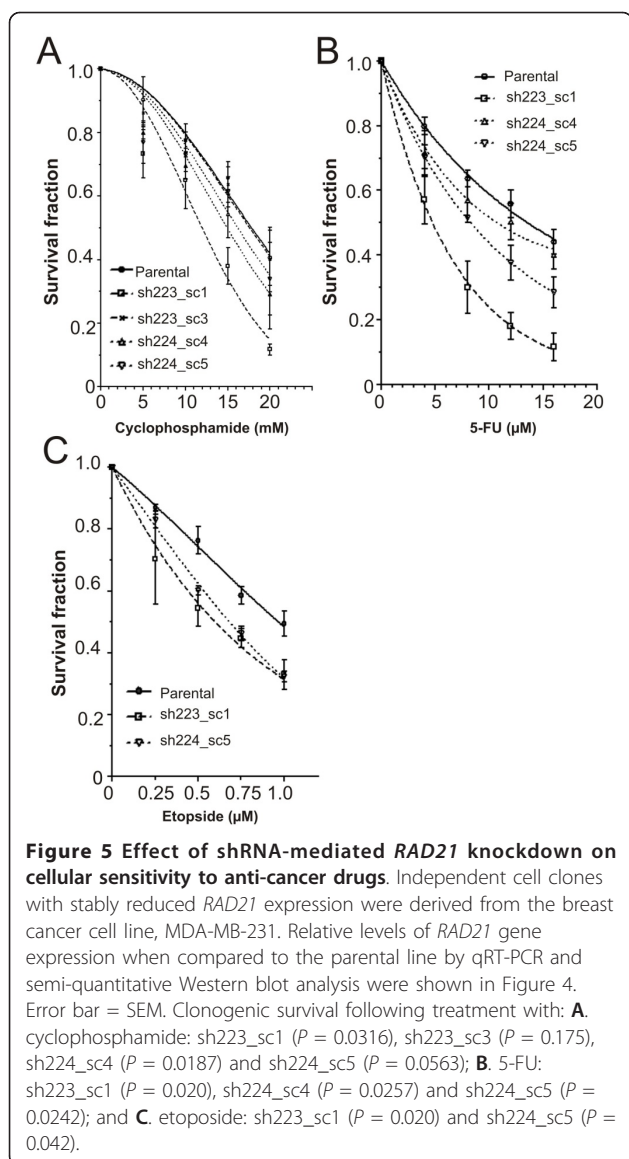 A
Survival fraction
1.0
0.8
0.6
0.4
0.2
0
Parental
sh223_sc1
sh223_sc3
sh224_sc4
sh224_sc5
0 5 10 15 20
Cyclophosphamide (mM)
B
Survival fraction
1.0
0.8
0.6
0.4
0.2
0
Parental
sh223_sc1
sh224_sc4
sh224_sc5
0 4 8 12 16 20
5-FU (µM)
C
Survival fraction
1.0
0.8
0.6
0.4
0.2
0
Parental
sh223_sc1
sh224_sc5
0 0.25 0.5 0.75 1.0
Etopside (µM)
Figure 5 Effect of shRNA-mediated RAD21 knockdown on
cellular sensitivity to anti-cancer drugs. Independent cell clones
with stably reduced RAD21 expression were derived from the breast
cancer cell line, MDA-MB-231. Relative levels of RAD21 gene
expression when compared to the parental line by qRT-PCR and
semi-quantitative Western blot analysis were shown in Figure 4.
Error bar = SEM. Clonogenic survival following treatment with: A.
cyclophosphamide: sh223_sc1 (P = 0.0316), sh223_sc3 (P = 0.175),
sh224_sc4 (P = 0.0187) and sh224_sc5 (P = 0.0563); B. 5-FU:
sh223_sc1 (P = 0.020), sh224_sc4 (P = 0.0257) and sh224_sc5 (P =
0.0242); and C. etoposide: sh223_sc1 (P = 0.020) and sh224_sc5 (P =
0.042).